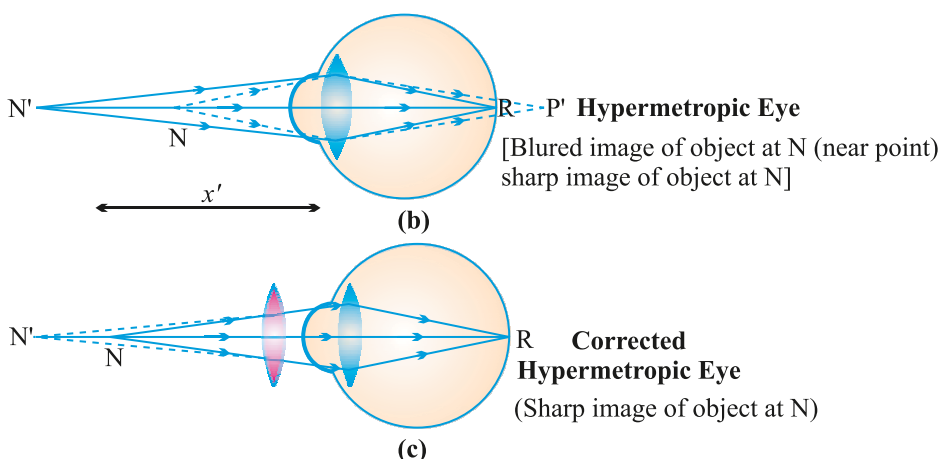 N' R P' Hypermetropic Eye
N
[Blured image of object at N (near point)
sharp image of object at N]
x'
(b)
N' R Corrected
N
Hypermetropic Eye
(Sharp image of object at N)
(c)